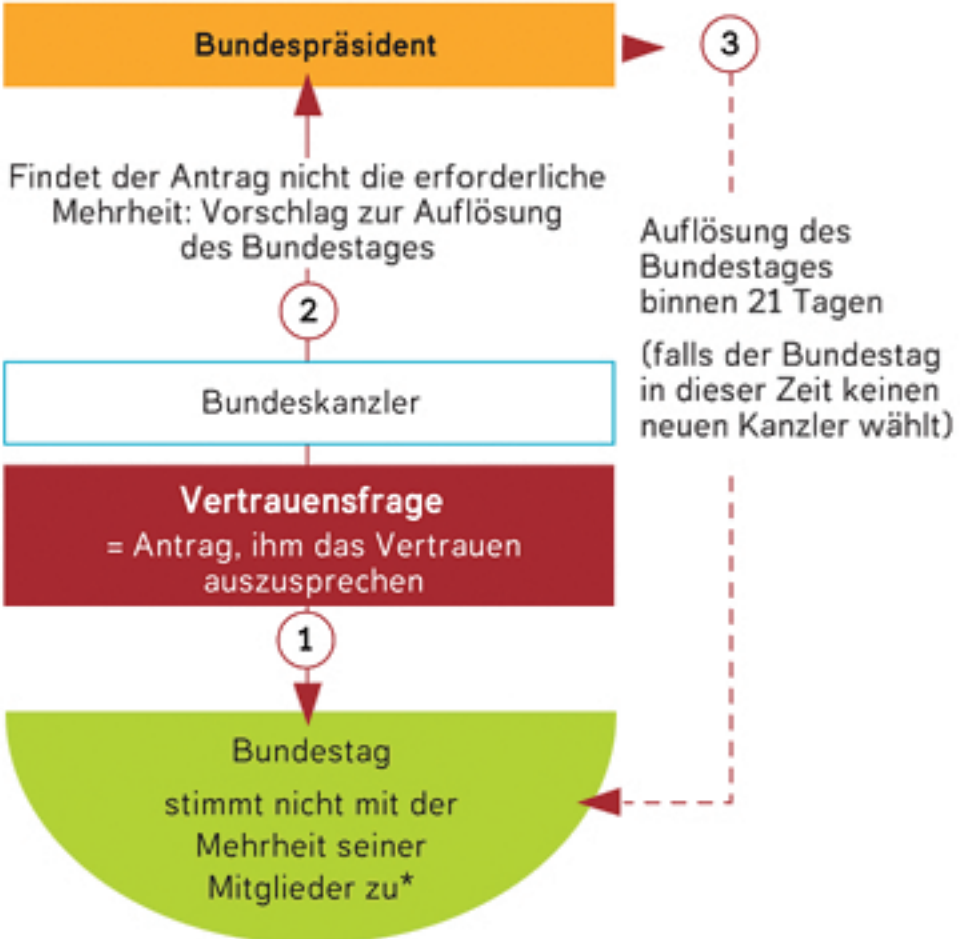 Bundespräsident
3
Findet der Antrag nicht die erforderliche
Mehrheit: Vorschlag zur Auflösung
des Bundestages
2
Auflösung des
Bundestages
binnen 21 Tagen
(falls der Bundestag
in dieser Zeit keinen
neuen Kanzler wählt)
Bundeskanzler
Vertrauensfrage
= Antrag, ihm das Vertrauen
auszusprechen
1
Bundestag
stimmt nicht mit der
Mehrheit seiner
Mitglieder zu*